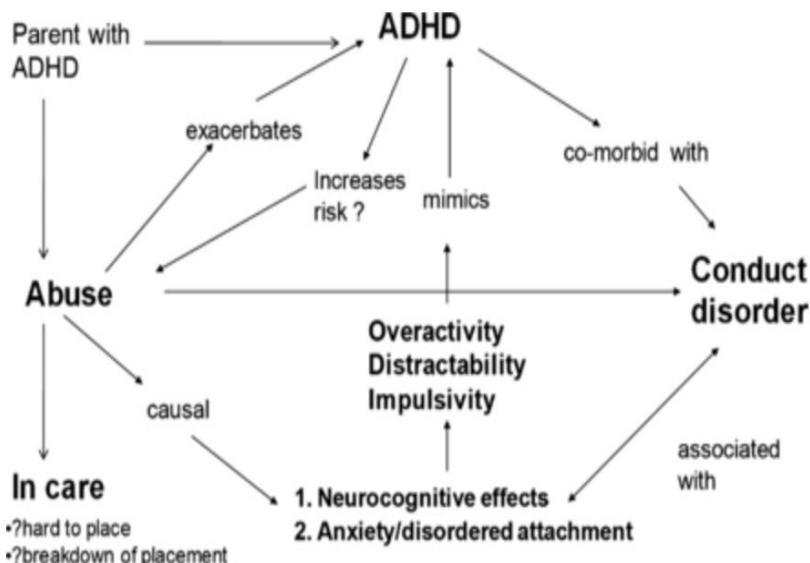 Parent with
ADHD
ADHD
exacerbates
Increases
risk ?
mimics
co-morbid with
Abuse
Conduct
disorder
Overactivity
Distractability
Impulsivity
causal
associated
with
In care
•?hard to place
•?breakdown of placement
1. Neurocognitive effects
2. Anxiety/disordered attachment